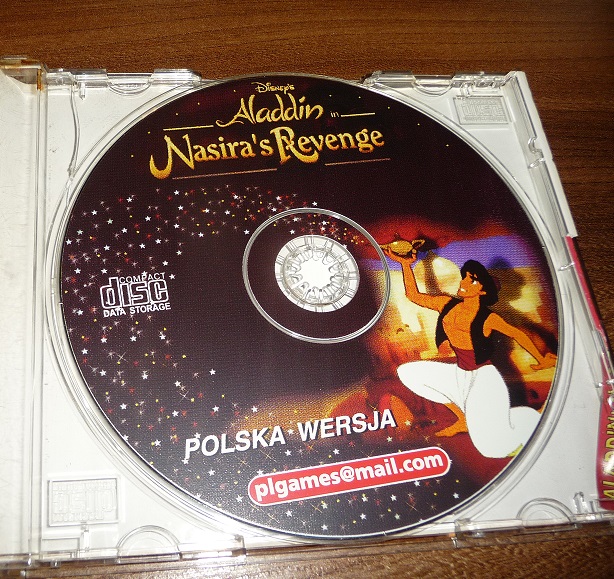 DISNEY'S
Aladdin in
Nasira's Revenge
COMPACT
disc
DATA STORAGE
POLSKA WERSJA
plgames@mail.com